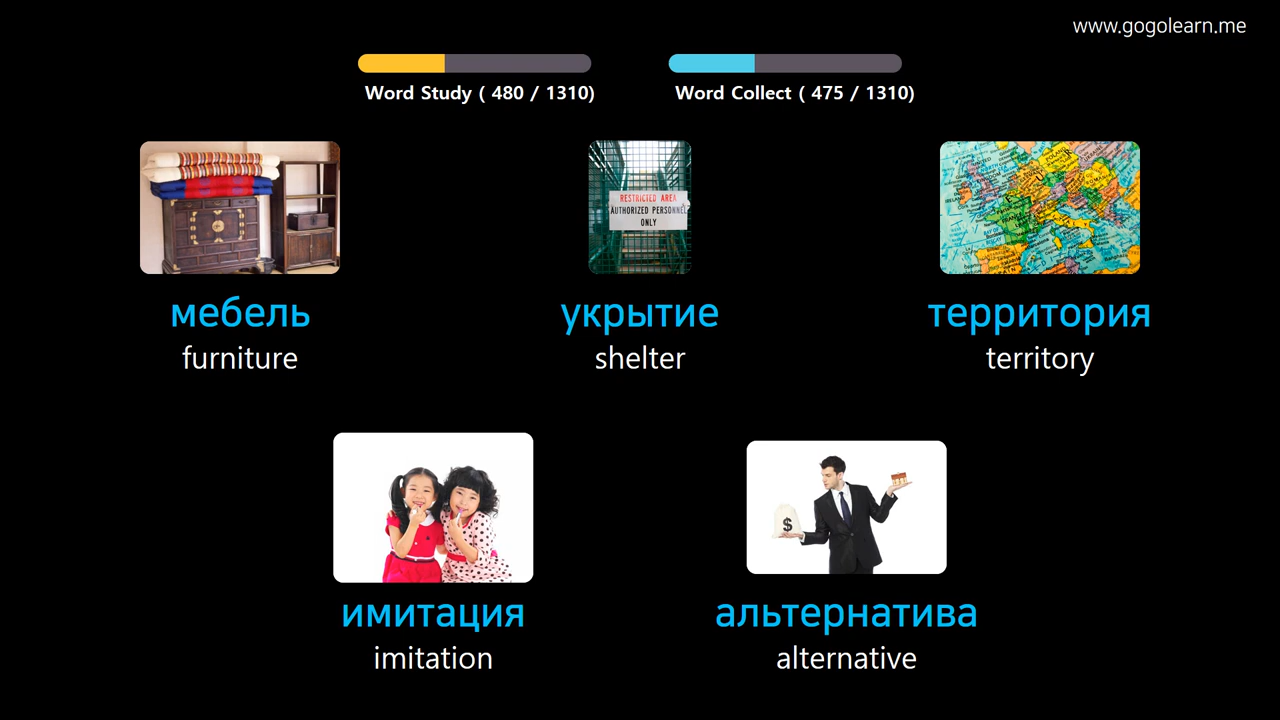 www.gogolearn.me
Word Study ( 480 / 1310)
Word Collect ( 475 / 1310)
RESTRICTED AREA
AUTHORIZED PERSONNEL
ONLY
мебель
furniture
укрытие
shelter
территория
territory
$
имитация
imitation
альтернатива
alternative